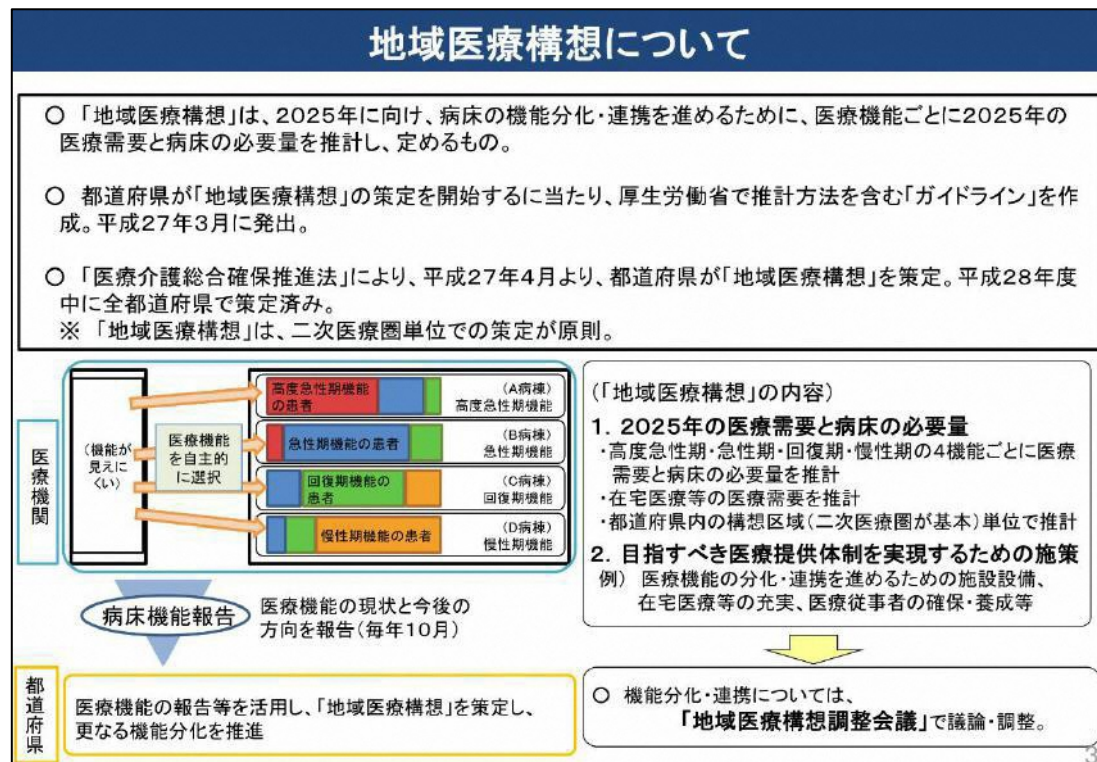 地域医療構想について
○ 「地域医療構想」は、2025年に向け、病床の機能分化・連携を進めるために、医療機能ごとに2025年の
医療需要と病床の必要量を推計し、定めるもの。
○ 都道府県が「地域医療構想」の策定を開始するに当たり、厚生労働省で推計方法を含む「ガイドライン」を作
成。平成27年3月に発出。
○ 「医療介護総合確保推進法」により、平成27年4月より、都道府県が「地域医療構想」を策定。平成28年度
中に全都道府県で策定済み。
※ 「地域医療構想」は、二次医療圏単位での策定が原則。
医療機関
(機能が
見えに
くい)
医療機能
を自主的
に選択
高度急性期機能
の患者
(A病棟)
高度急性期機能
急性期機能の患者
(B病棟)
急性期機能
回復期機能の
患者
(C病棟)
回復期機能
慢性期機能の患者
(D病棟)
慢性期機能
病床機能報告
医療機能の現状と今後の
方向を報告(毎年10月)
都道府県
医療機能の報告等を活用し、「地域医療構想」を策定し、
更なる機能分化を推進
(「地域医療構想」の内容)
1. 2025年の医療需要と病床の必要量
・高度急性期・急性期・回復期・慢性期の4機能ごとに医療
需要と病床の必要量を推計
・在宅医療等の医療需要を推計
・都道府県内の構想区域(二次医療圏が基本)単位で推計
2. 目指すべき医療提供体制を実現するための施策
例) 医療機能の分化・連携を進めるための施設設備、
在宅医療等の充実、医療従事者の確保・養成等
○ 機能分化・連携については、
「地域医療構想調整会議」で議論・調整。
3